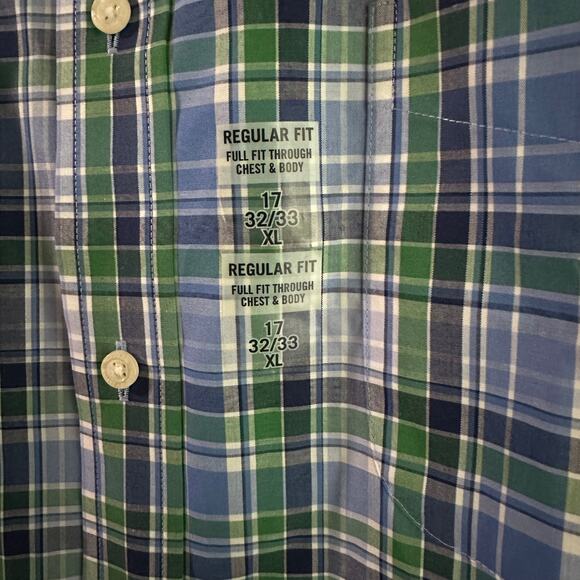 REGULAR FIT
FULL FIT THROUGH
CHEST & BODY
17
32/33
XL
REGULAR FIT
FULL FIT THROUGH
CHEST & BODY
17
32/33
XL